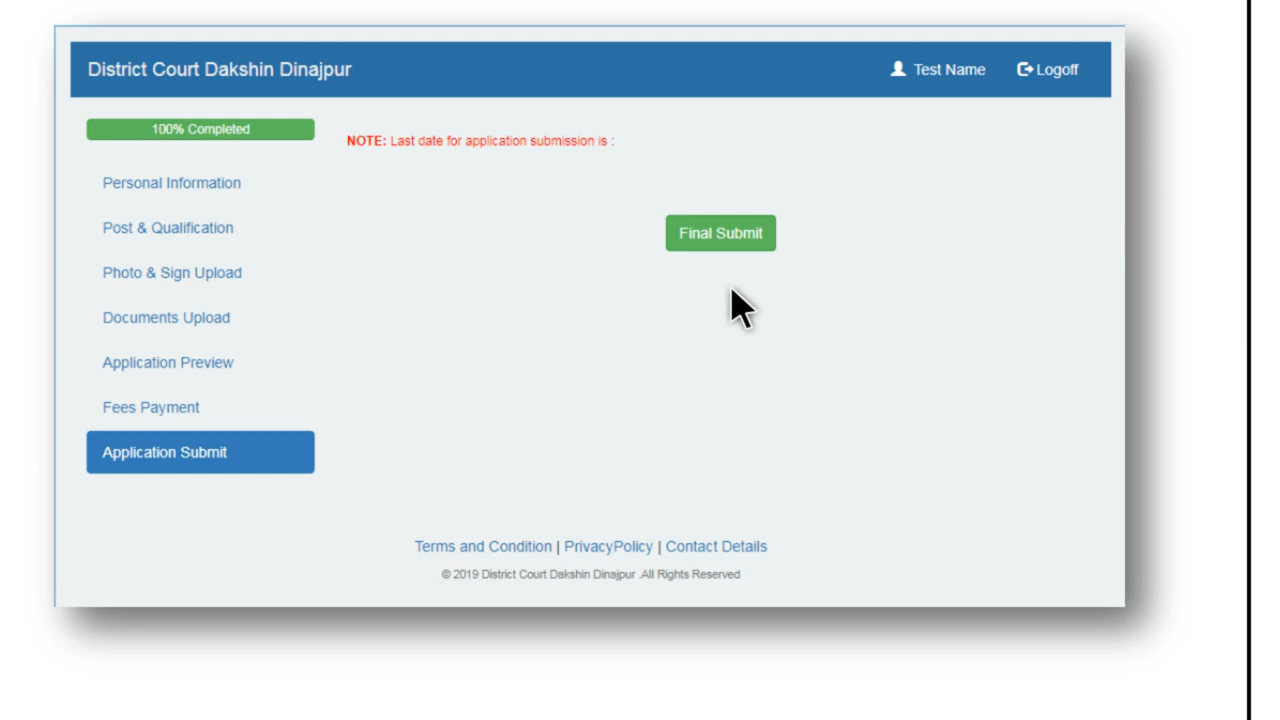 District Court Dakshin Dinajpur
Test Name
Logoff
100% Completed
NOTE: Last date for application submission is :
Personal Information
Post & Qualification
Final Submit
Photo & Sign Upload
Documents Upload
Application Preview
Fees Payment
Application Submit
Terms and Condition | PrivacyPolicy | Contact Details
© 2019 District Court Dakshin Dinajpur .All Rights Reserved